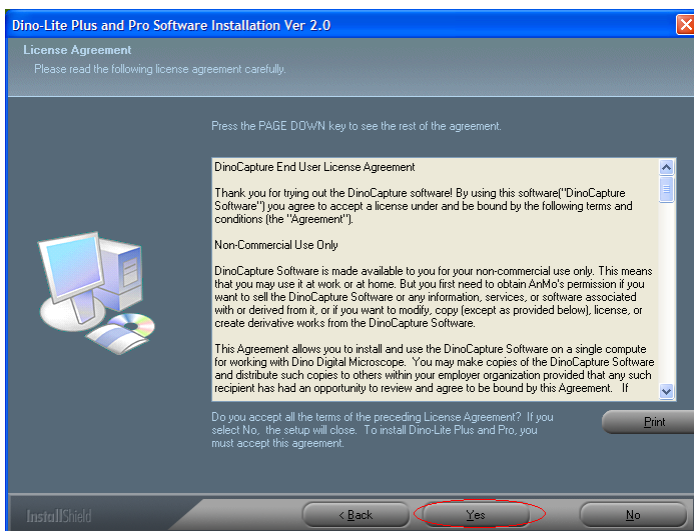 Dino-Lite Plus and Pro Software Installation Ver 2.0
License Agreement
Please read the following license agreement carefully.
Press the PAGE DOWN key to see the rest of the agreement.
DinoCapture End User License Agreement
Thank you for trying out the DinoCapture software! By using this software("DinoCapture
Software") you agree to accept a license under and be bound by the following terms and
conditions (the "Agreement").
Non-Commercial Use Only
DinoCapture Software is made available to you for your non-commercial use only. This means
that you may use it at work or at home. But you first need to obtain AnMo's permission if you
want to sell the DinoCapture Software or any information, services, or software associated
with or derived from it, or if you want to modify, copy (except as provided below), license, or
create derivative works from the DinoCapture Software.
This Agreement allows you to install and use the DinoCapture Software on a single compute
for working with Dino Digital Microscope.  You may make copies of the DinoCapture Software
and distribute such copies to others within your employer organization provided that any such
recipient has had an opportunity to review and agree to be bound by this Agreement.  If
Do you accept all the terms of the preceding License Agreement?  If you
select No,  the setup will close.  To install Dino-Lite Plus and Pro, you
must accept this agreement.
Print
InstallShield
< Back
Yes
No